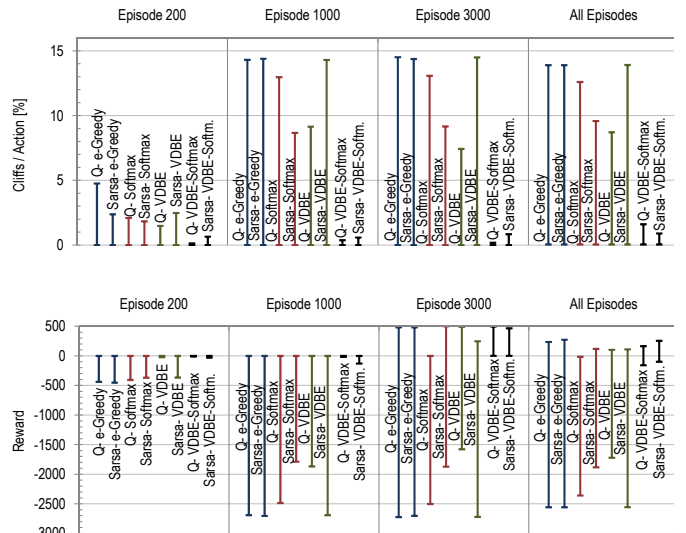 Episode 200
Episode 1000
Episode 3000
All Episodes
Cliffs / Action [%]
15
10
5
0
Q- e-Greedy
Sarsa- e-Greedy
Q- Softmax
Sarsa- Softmax
Q- VDBE
Sarsa- VDBE
Q- VDBE-Softmax
Sarsa- VDBE-Softm.
Q- e-Greedy
Sarsa- e-Greedy
Q- Softmax
Sarsa- Softmax
Q- VDBE
Sarsa- VDBE
Q- VDBE-Softmax
Sarsa- VDBE-Softm.
Q- e-Greedy
Sarsa- e-Greedy
Q- Softmax
Sarsa- Softmax
Q- VDBE
Sarsa- VDBE
Q- VDBE-Softmax
Sarsa- VDBE-Softm.
Q- e-Greedy
Sarsa- e-Greedy
Q- Softmax
Sarsa- Softmax
Q- VDBE
Sarsa- VDBE
Q- VDBE-Softmax
Sarsa- VDBE-Softm.
Episode 200
Episode 1000
Episode 3000
All Episodes
Reward
500
0
-500
-1000
-1500
-2000
-2500
-3000
Q- e-Greedy
Sarsa- e-Greedy
Q- Softmax
Sarsa- Softmax
Q- VDBE
Sarsa- VDBE
Q- VDBE-Softmax
Sarsa- VDBE-Softm.
Q- e-Greedy
Sarsa- e-Greedy
Q- Softmax
Sarsa- Softmax
Q- VDBE
Sarsa- VDBE
Q- VDBE-Softmax
Sarsa- VDBE-Softm.
Q- e-Greedy
Sarsa- e-Greedy
Q- Softmax
Sarsa- Softmax
Q- VDBE
Sarsa- VDBE
Q- VDBE-Softmax
Sarsa- VDBE-Softm.
Q- e-Greedy
Sarsa- e-Greedy
Q- Softmax
Sarsa- Softmax
Q- VDBE
Sarsa- VDBE
Q- VDBE-Softmax
Sarsa- VDBE-Softm.